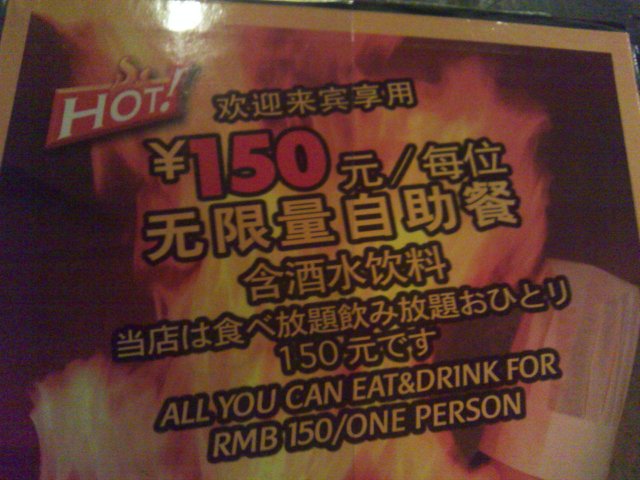 So
HOT!
欢迎来宾享用
¥150元/每位
无限量自助餐
含酒水饮料
当店は食べ放題飲み放題おひとり
150元です
ALL YOU CAN EAT&DRINK FOR
RMB 150/ONE PERSON